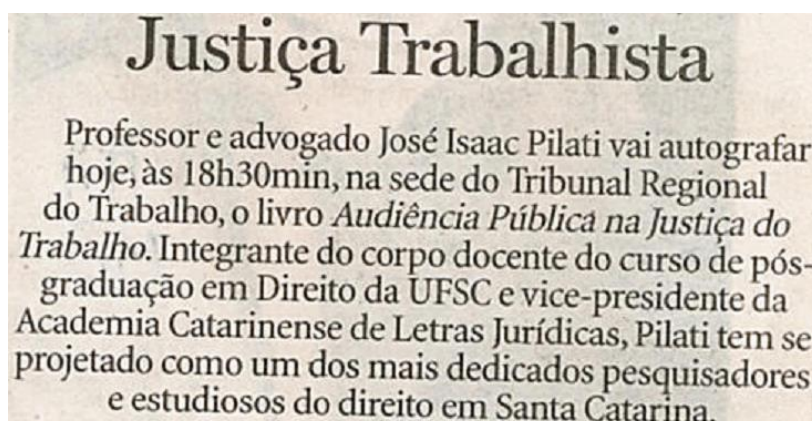 Justiça Trabalhista
Professor e advogado José Isaac Pilati vai autografar
hoje, às 18h30min, na sede do Tribunal Regional
do Trabalho, o livro Audiência Pública na Justiça do
Trabalho. Integrante do corpo docente do curso de pós-
graduação em Direito da UFSC e vice-presidente da
Academia Catarinense de Letras Jurídicas, Pilati tem se
projetado como um dos mais dedicados pesquisadores
e estudiosos do direito em Santa Catarina.